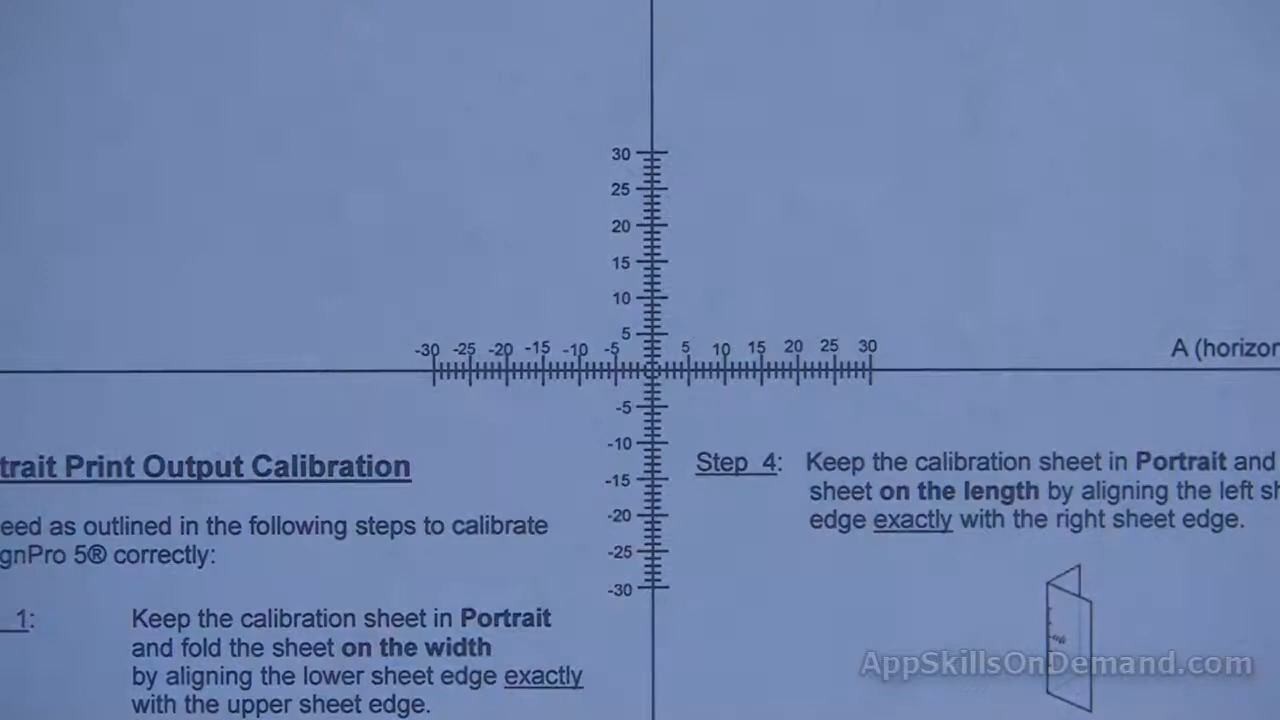 30
25
20
15
10
5
-30 -25 -20 -15 -10 -5 5 10 15 20 25 30
A (horizon
-5
-10
-15
-20
-25
-30
trait Print Output Calibration
eed as outlined in the following steps to calibrate
gnPro 5® correctly:
1:
Keep the calibration sheet in Portrait
and fold the sheet on the width
by aligning the lower sheet edge exactly
with the upper sheet edge.
Step 4: Keep the calibration sheet in Portrait and
sheet on the length by aligning the left sh
edge exactly with the right sheet edge.
AppSkillsOnDemand.com